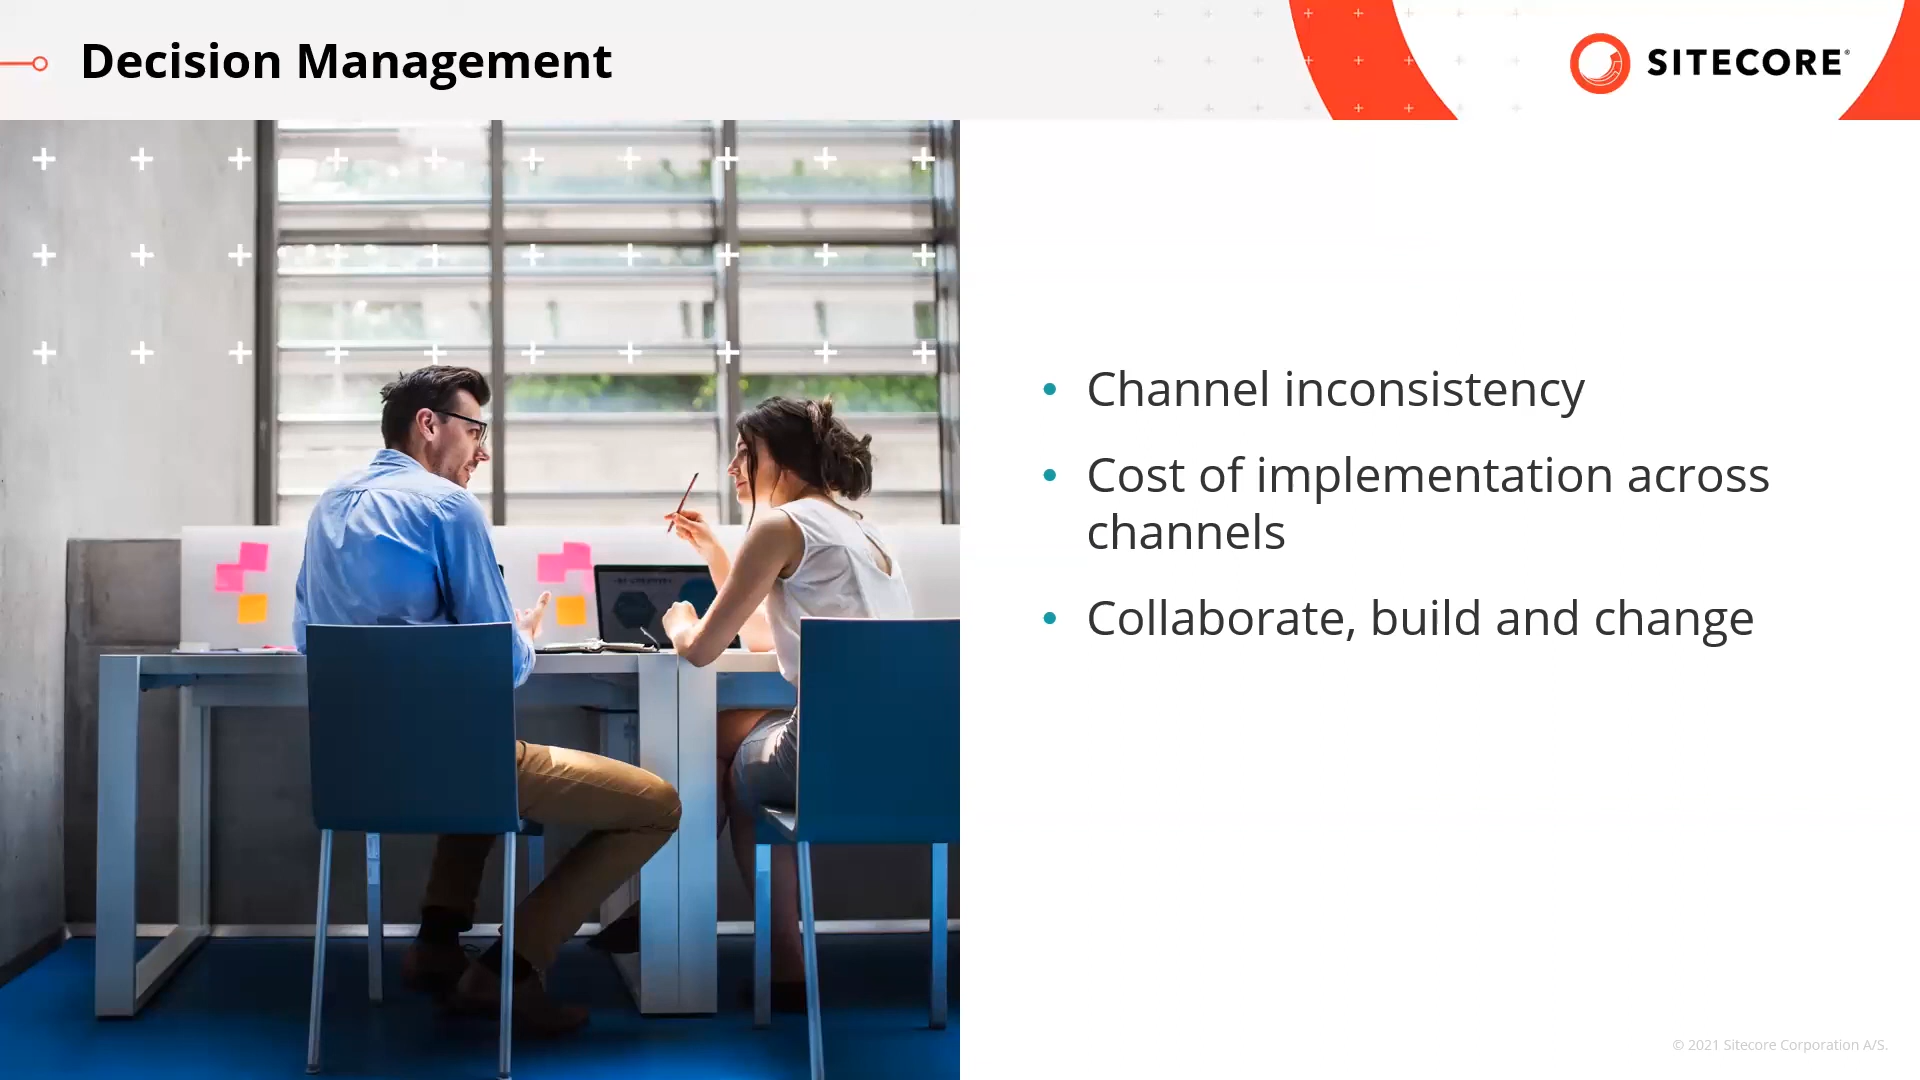 Decision Management
SITECORE
• Channel inconsistency
• Cost of implementation across
channels
• Collaborate, build and change
© 2021 Sitecore Corporation A/S.